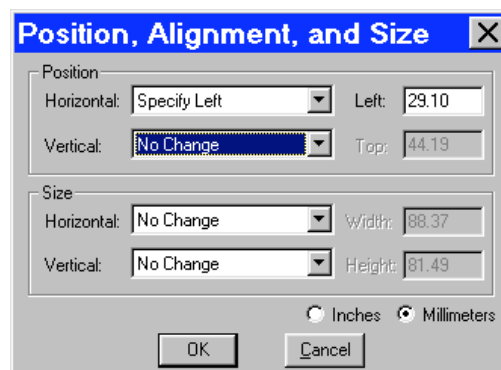 Position, Alignment, and Size
Position
Horizontal: Specify Left Left: 29.10
Vertical: No Change Top: 44.19
Size
Horizontal: No Change Width: 88.37
Vertical: No Change Height: 81.49
Inches Millimeters
OK Cancel